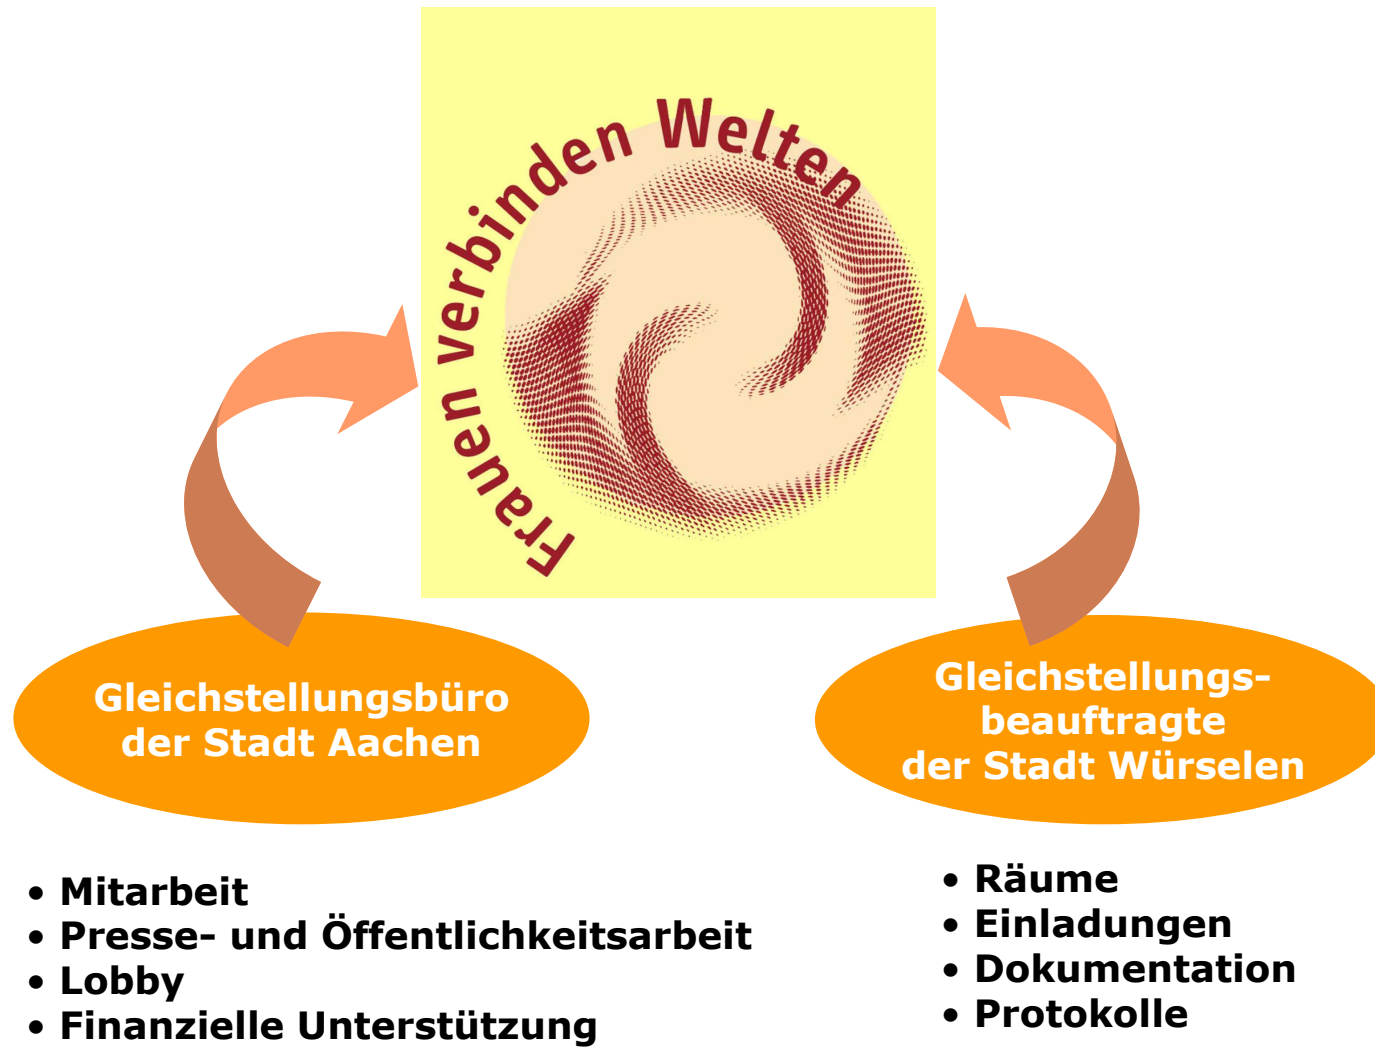 Frauen verbinden Welten
Gleichstellungsbüro
der Stadt Aachen
Gleichstellungs-
beauftragte
der Stadt Würselen
• Mitarbeit
• Presse- und Öffentlichkeitsarbeit
• Lobby
• Finanzielle Unterstützung
• Räume
• Einladungen
• Dokumentation
• Protokolle